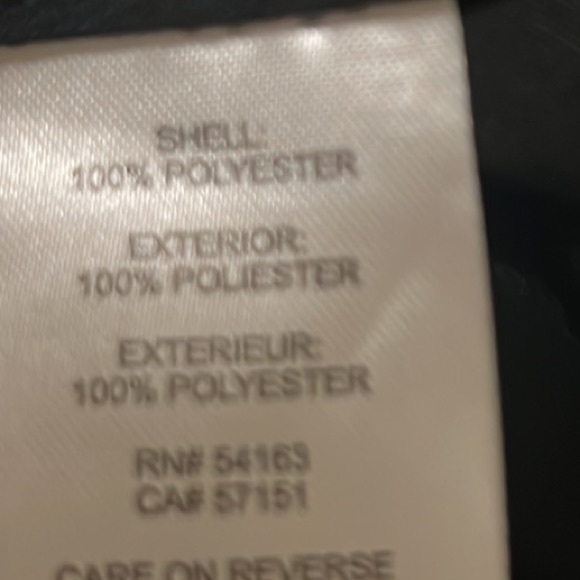 SHELL:
100% POLYESTER
EXTERIOR:
100% POLIESTER
EXTERIEUR:
100% POLYESTER
RN# 54163
CA# 57151
CARE ON REVERSE